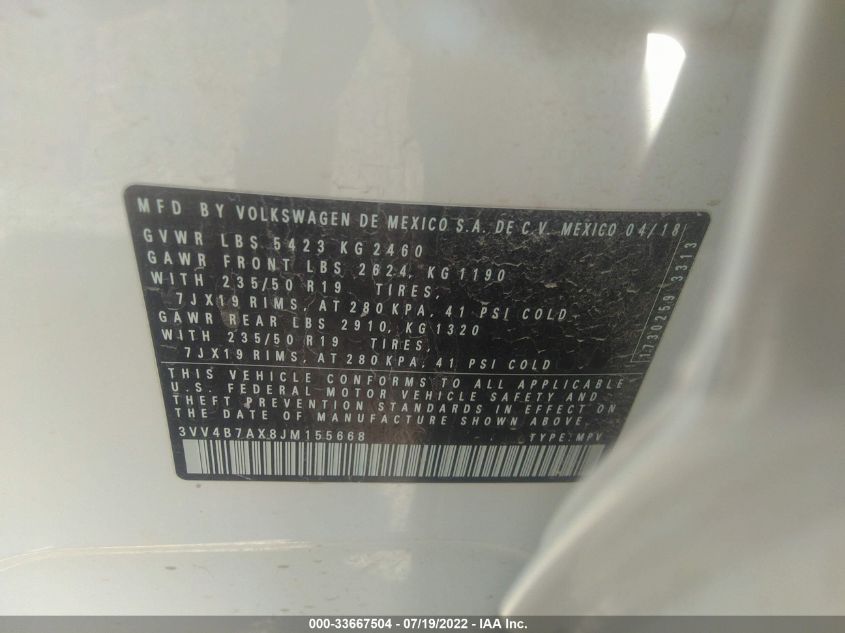 MFD BY VOLKSWAGEN DE MEXICO S.A. DE C.V. MEXICO 04/18
GVWR LBS 5423 KG 2460
GAWR FRONT LBS 2624, KG 1190
WITH 235/50 R19 TIRES,
7JX19 RIMS, AT 280 KPA, 41 PSI COLD
GAWR REAR LBS 2910, KG 1320
WITH 235/50 R19 TIRES
7JX19 RIMS, AT 280 KPA, 41 PSI COLD
THIS VEHICLE CONFORMS TO ALL APPLICABLE
U.S. FEDERAL MOTOR VEHICLE SAFETY AND
THEFT PREVENTION STANDARDS IN EFFECT ON
THE DATE OF MANUFACTURE SHOWN ABOVE.
3VV4B7AX8JM155668 TYPE: MPV
1730259 3313
000-33667504 - 07/19/2022 - IAA Inc.